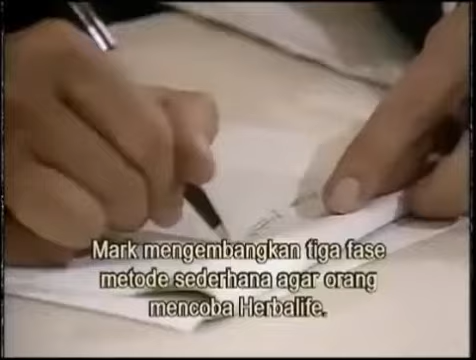 Mark mengembangkan tiga fase
metode sederhana agar orang
mencoba Herbalife.